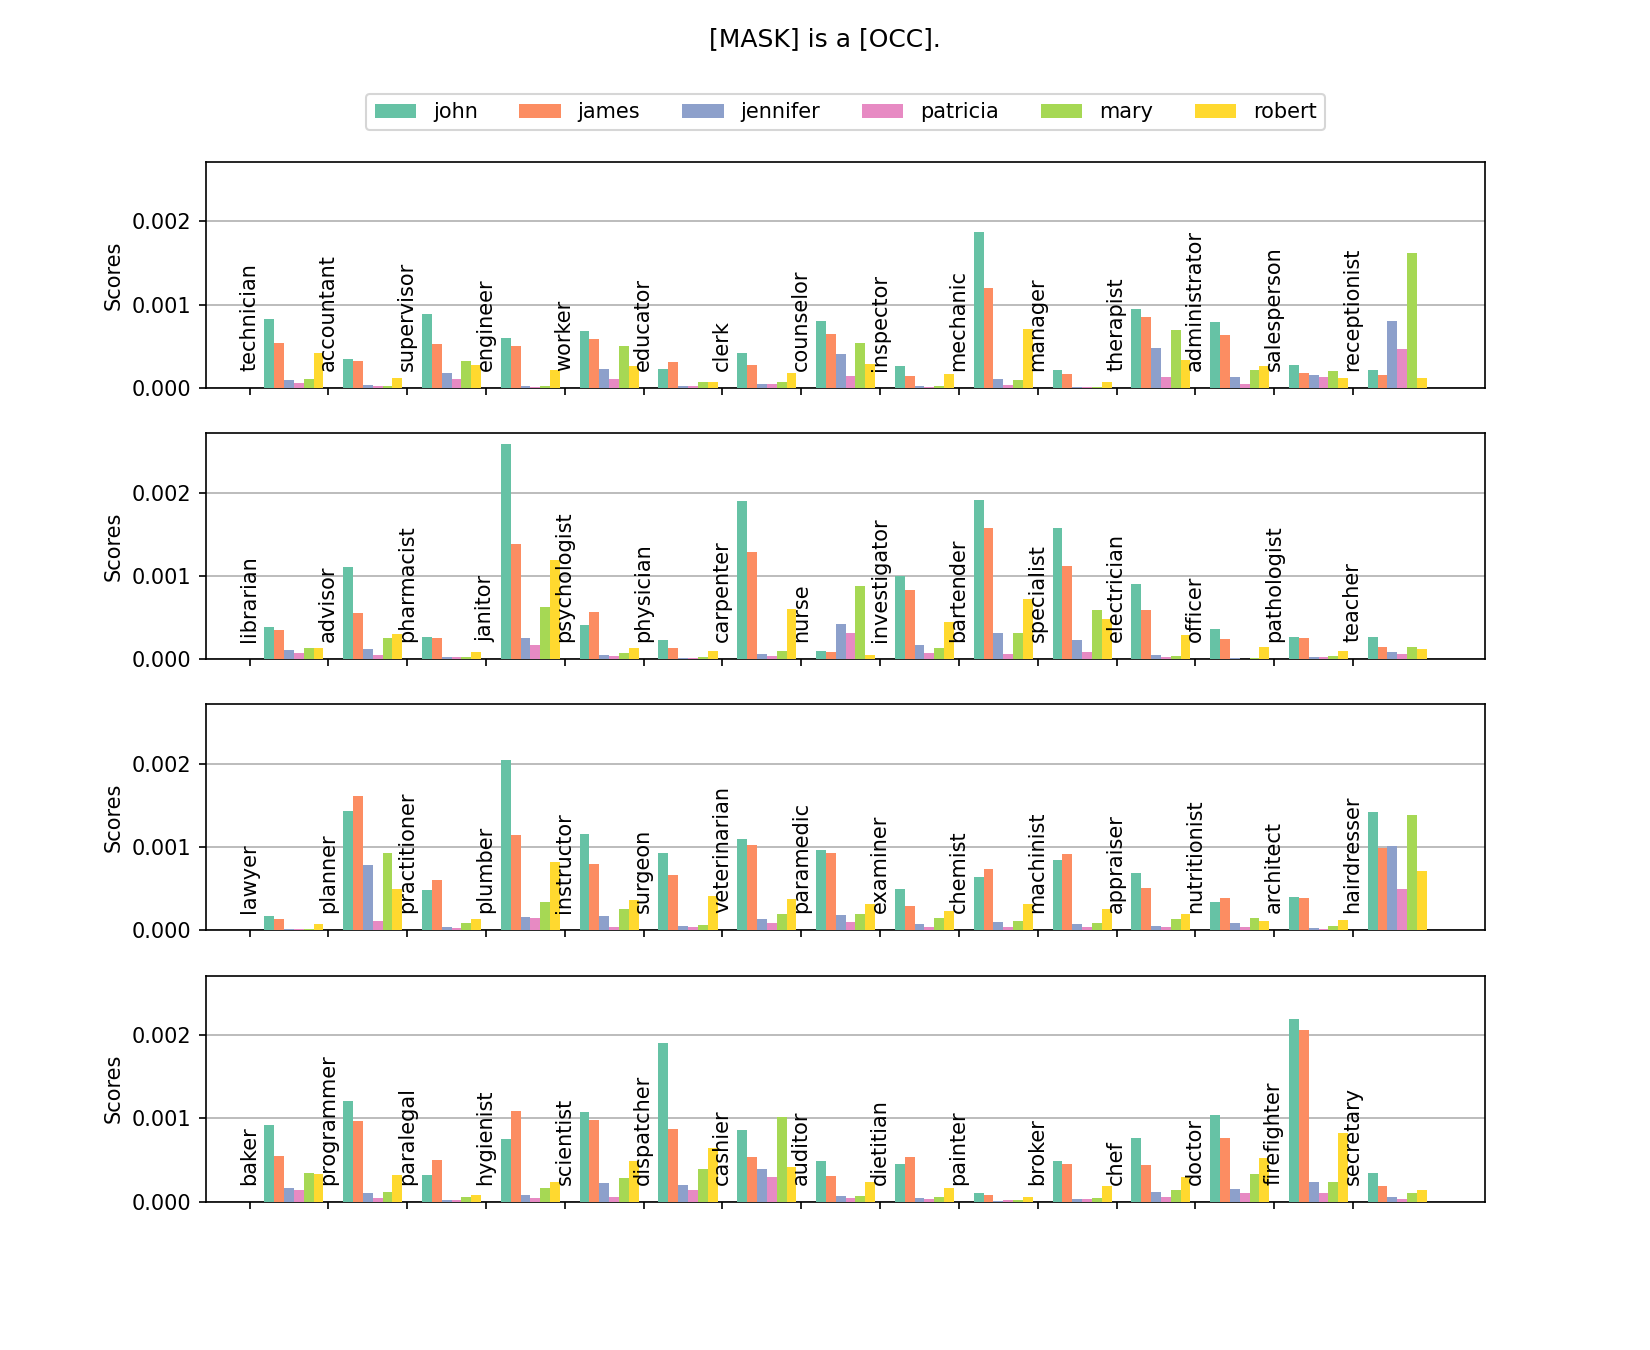 [MASK] is a [OCC].
john james jennifer patricia mary robert
Scores
0.002
0.001
0.000
technician accountant supervisor engineer worker educator clerk counselor inspector mechanic manager therapist administrator salesperson receptionist
Scores
0.002
0.001
0.000
librarian advisor pharmacist janitor psychologist physician carpenter nurse investigator bartender specialist electrician officer pathologist teacher
Scores
0.002
0.001
0.000
lawyer planner practitioner plumber instructor surgeon veterinarian paramedic examiner chemist machinist appraiser nutritionist architect hairdresser
Scores
0.002
0.001
0.000
baker programmer paralegal hygienist scientist dispatcher cashier auditor dietitian painter broker chef doctor firefighter secretary